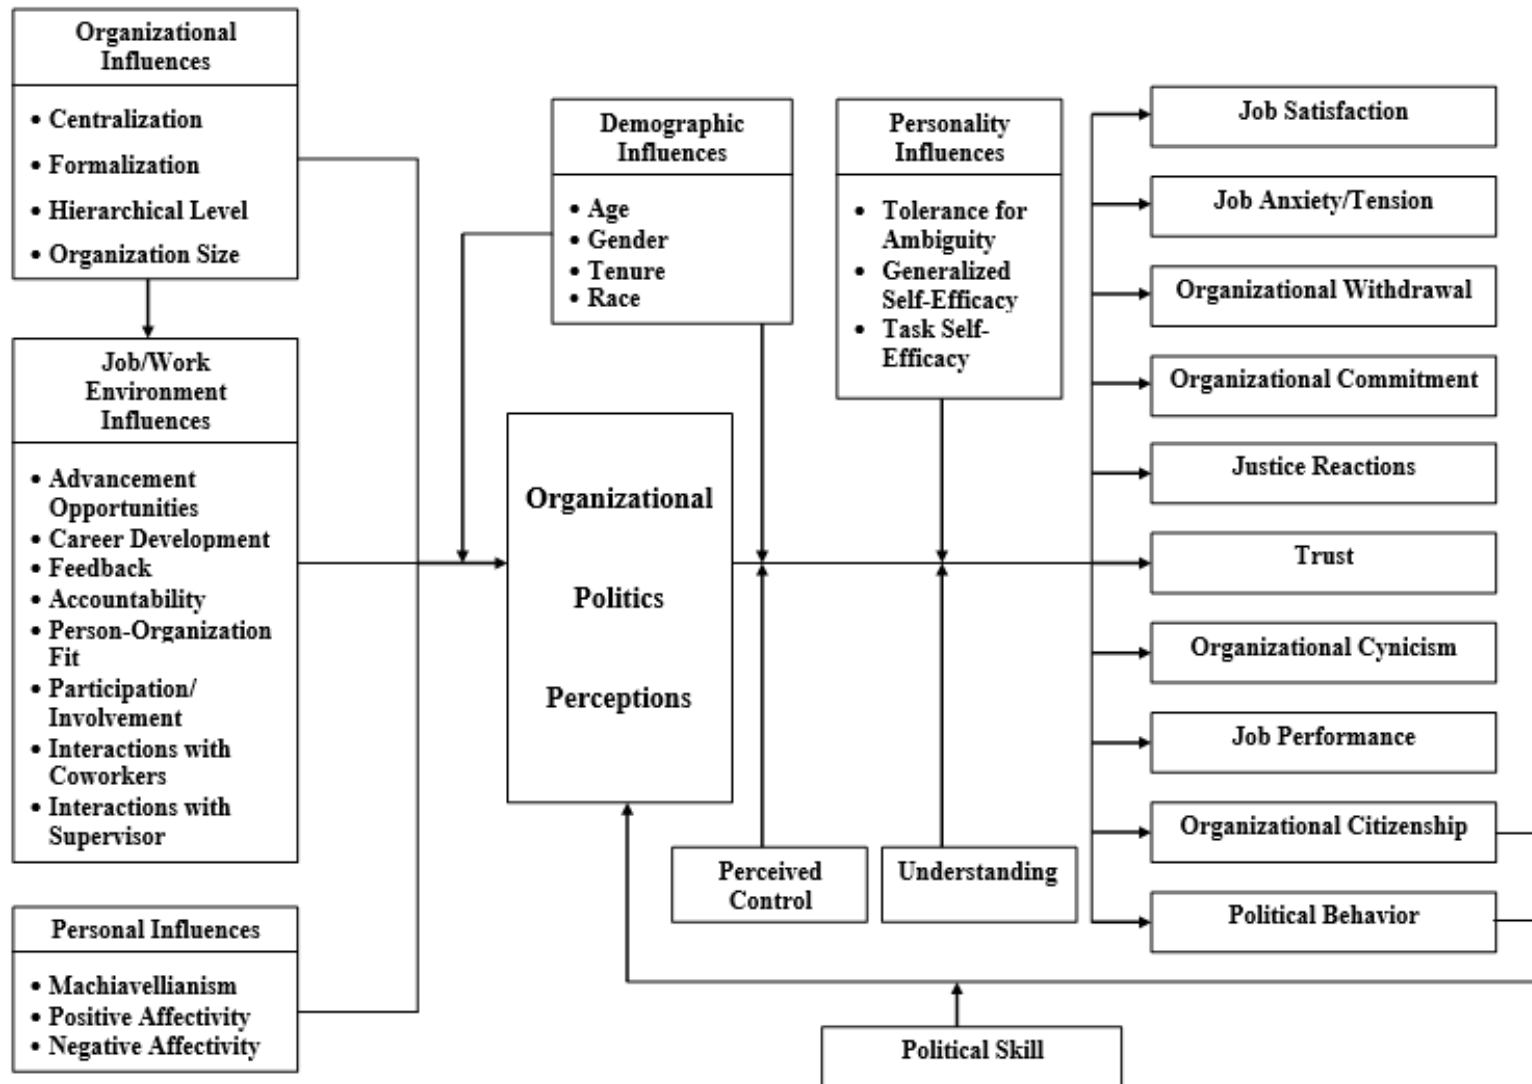 Organizational
Influences
• Centralization
• Formalization
• Hierarchical Level
• Organization Size
Job/Work
Environment
Influences
• Advancement
Opportunities
• Career Development
• Feedback
• Accountability
• Person-Organization
Fit
• Participation/
Involvement
• Interactions with
Coworkers
• Interactions with
Supervisor
Personal Influences
• Machiavellianism
• Positive Affectivity
• Negative Affectivity
Demographic
Influences
• Age
• Gender
• Tenure
• Race
Organizational
Politics
Perceptions
Personality
Influences
• Tolerance for
Ambiguity
• Generalized
Self-Efficacy
• Task Self-
Efficacy
Perceived
Control
Understanding
Political Skill
Job Satisfaction
Job Anxiety/Tension
Organizational Withdrawal
Organizational Commitment
Justice Reactions
Trust
Organizational Cynicism
Job Performance
Organizational Citizenship
Political Behavior